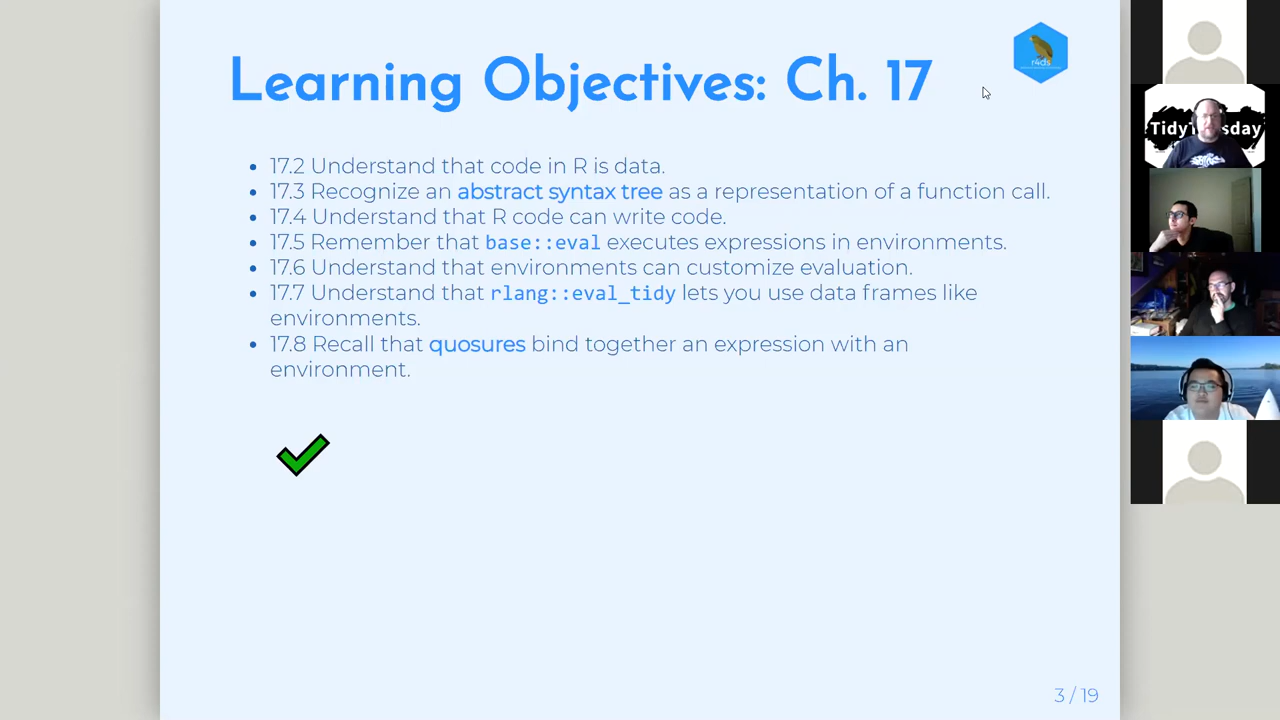 Learning Objectives: Ch. 17
r4ds
17.2 Understand that code in R is data.
17.3 Recognize an abstract syntax tree as a representation of a function call.
17.4 Understand that R code can write code.
17.5 Remember that base::eval executes expressions in environments.
17.6 Understand that environments can customize evaluation.
17.7 Understand that rlang::eval_tidy lets you use data frames like
environments.
17.8 Recall that quosures bind together an expression with an
environment.
3 / 19